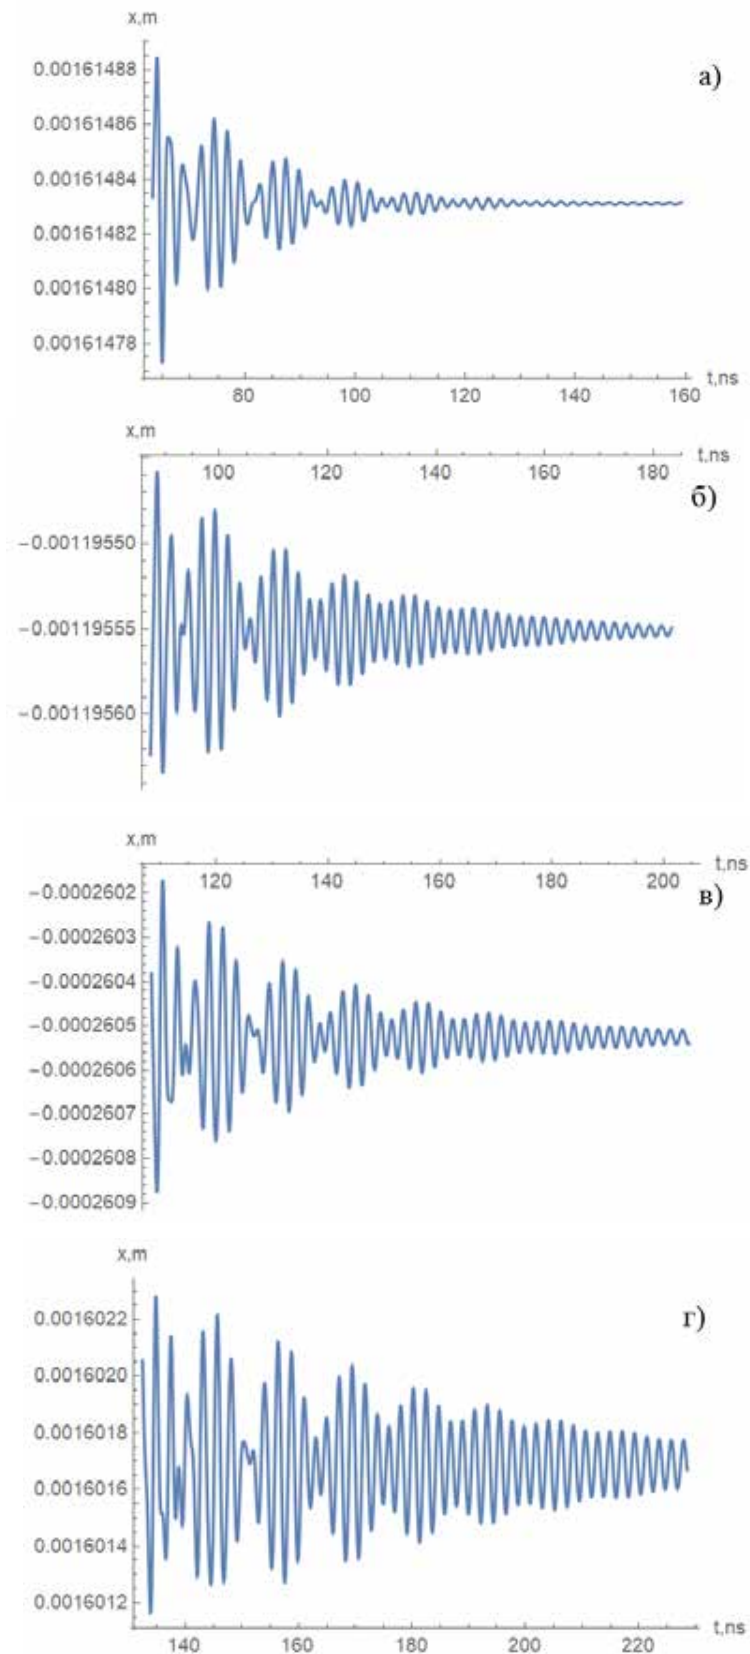 x,m
а)
0.00161488
0.00161486
0.00161484
0.00161482
0.00161480
0.00161478
t,ns
80 100 120 140 160
x,m
t,ns
100 120 140 160 180
б)
−0.00119550
−0.00119555
−0.00119560
x,m
t,ns
120 140 160 180 200
в)
−0.0002602
−0.0002603
−0.0002604
−0.0002605
−0.0002606
−0.0002607
−0.0002608
−0.0002609
x,m
г)
0.0016022
0.0016020
0.0016018
0.0016016
0.0016014
0.0016012
t,ns
140 160 180 200 220